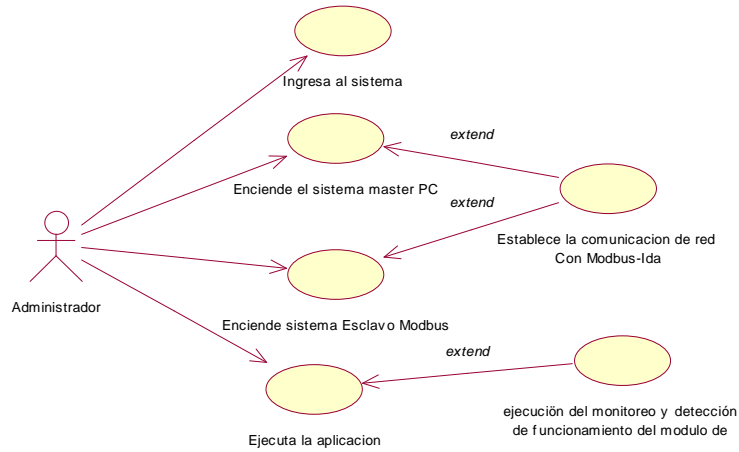 Ingresa al sistema
extend
Enciende el sistema master PC
extend
Establece la comunicacion de red
Con Modbus-Ida
Administrador
Enciende sistema Esclavo Modbus
extend
ejecuciön del monitoreo y detección
de funcionamiento del modulo de
Ejecuta la aplicacion